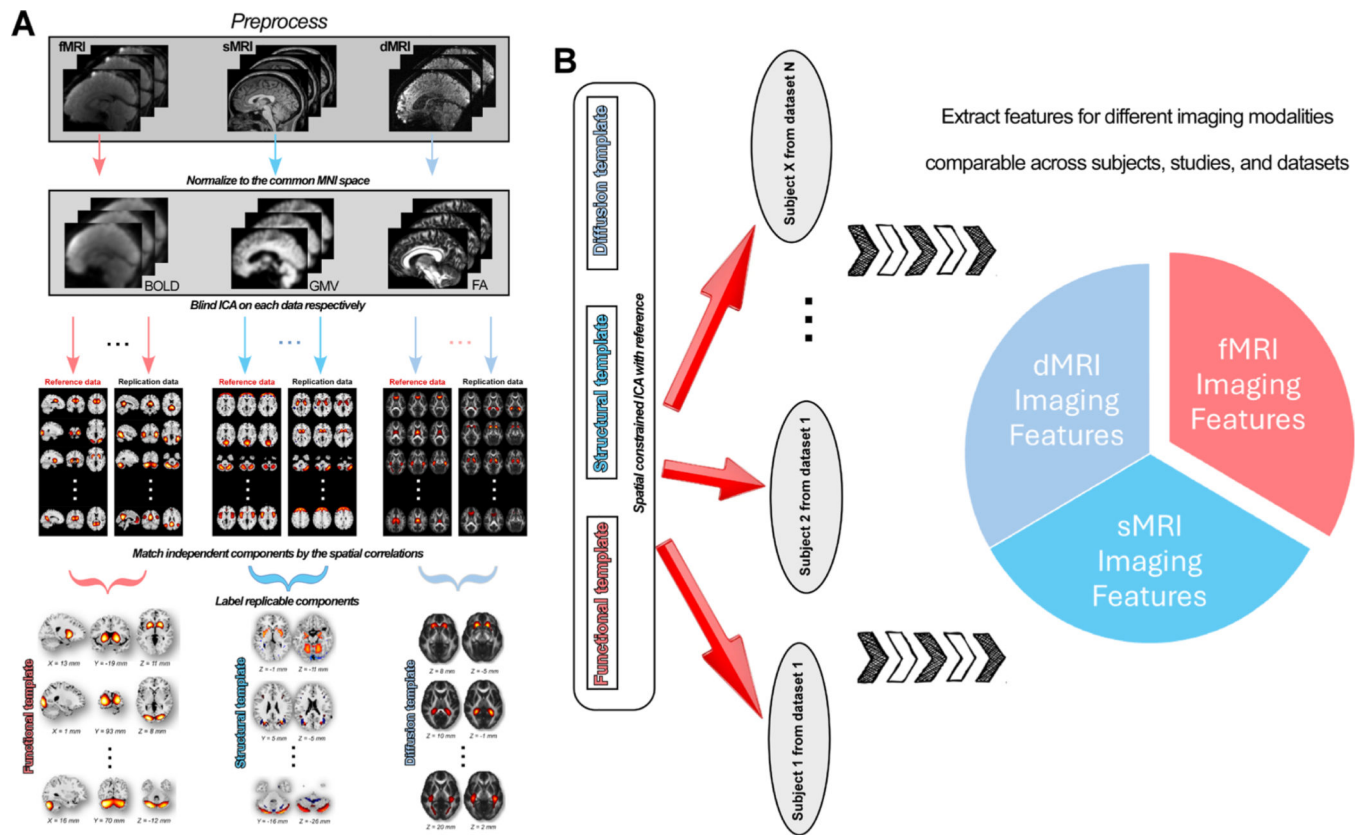 A
Preprocess
fMRI
sMRI
dMRI
Normalize to the common MNI space
BOLD
GMV
FA
Blind ICA on each data respectively
Reference data
Replication data
Reference data
Replication data
Reference data
Replication data
Match independent components by the spatial correlations
Label replicable components
Functional template
X = 13 mm
Y = -19 mm
Z = 11 mm
X = 1 mm
Y = 93 mm
Z = 8 mm
X = 16 mm
Y = 70 mm
Z = -12 mm
Structural template
Z = -1 mm
Z = -11 mm
Y = 5 mm
Z = -5 mm
Y = -16 mm
Z = -26 mm
Diffusion template
Z = 8 mm
Z = -5 mm
Z = 10 mm
Z = -1 mm
Z = 20 mm
Z = 2 mm
B
Diffusion template
Structural template
Functional template
Spatial constrained ICA with reference
Subject X from dataset N
Subject 2 from dataset 1
Subject 1 from dataset 1
Extract features for different imaging modalities
comparable across subjects, studies, and datasets
dMRI
Imaging
Features
fMRI
Imaging
Features
sMRI
Imaging
Features